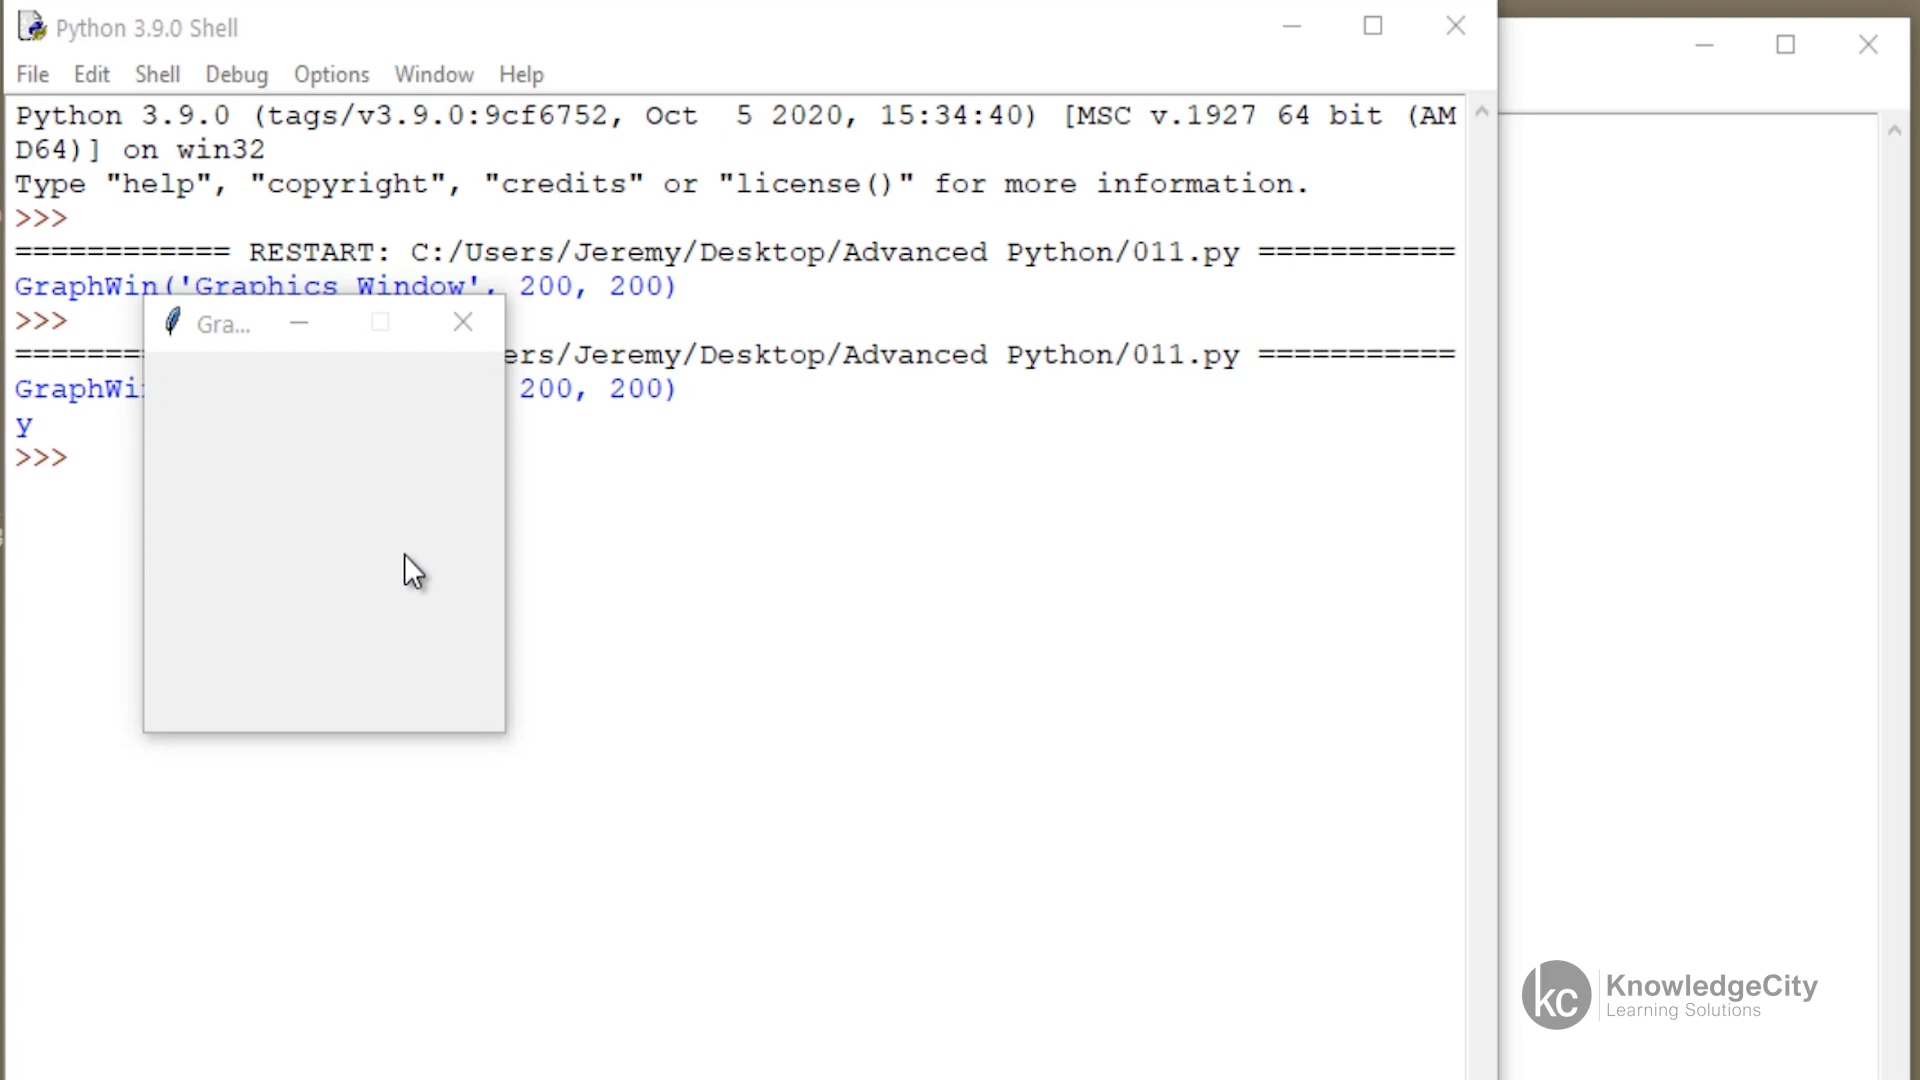 Python 3.9.0 Shell
File Edit Shell Debug Options Window Help
Python 3.9.0 (tags/v3.9.0:9cf6752, Oct  5 2020, 15:34:40) [MSC v.1927 64 bit (AM
D64)] on win32
Type "help", "copyright", "credits" or "license()" for more information.
>>>
============ RESTART: C:/Users/Jeremy/Desktop/Advanced Python/011.py ===========
GraphWin('Graphics Window', 200, 200)
>>>
Gra...
ers/Jeremy/Desktop/Advanced Python/011.py ===========
GraphWi 200, 200)
y
>>>
kc KnowledgeCity
Learning Solutions